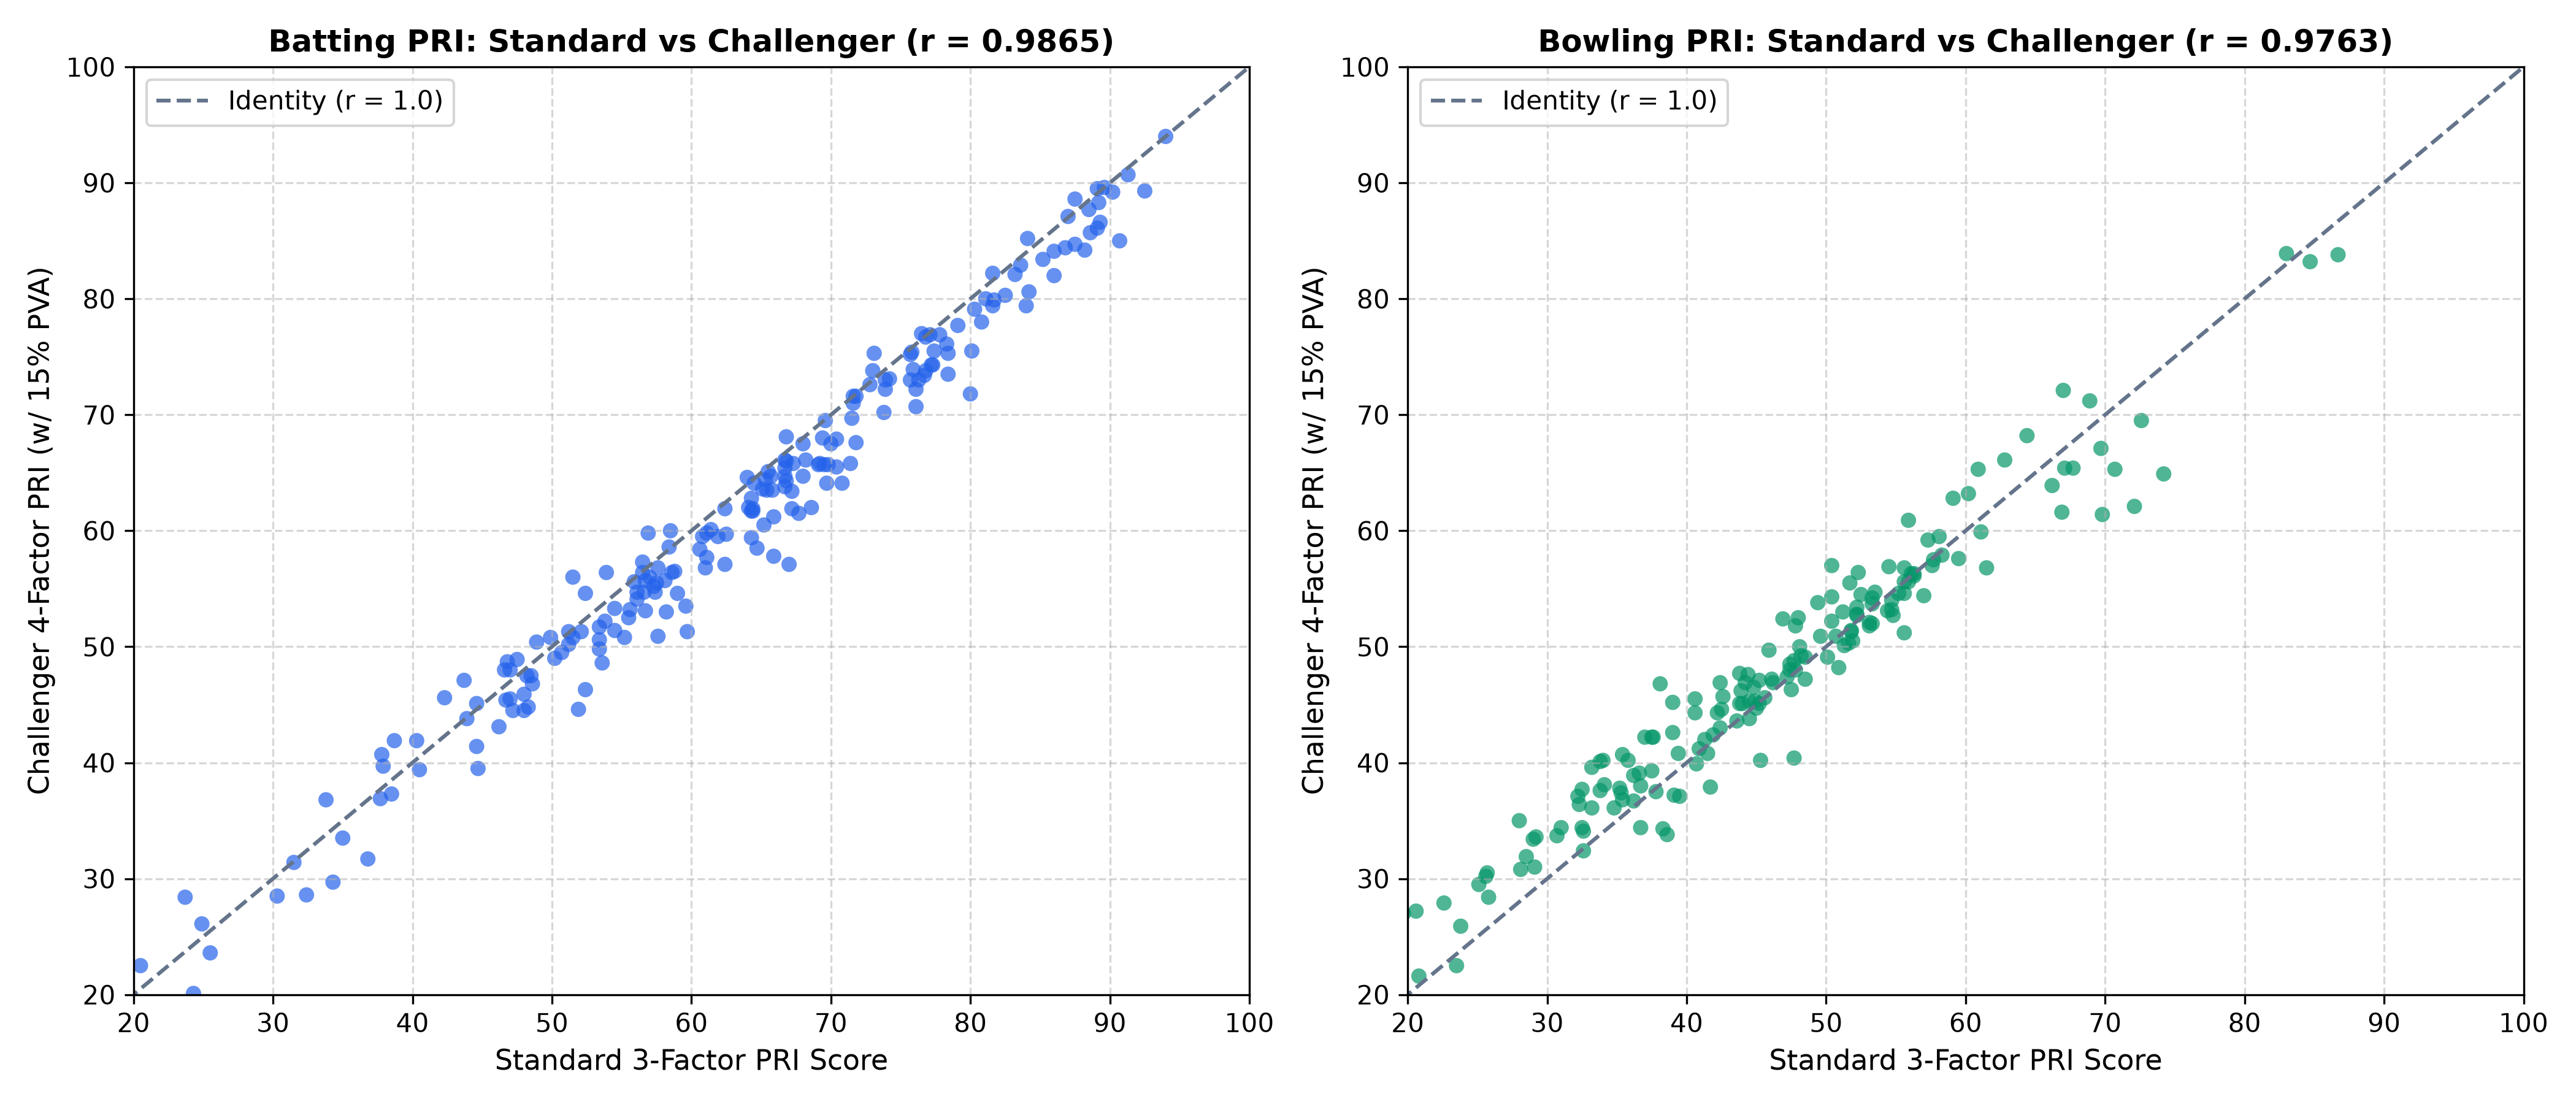 Batting PRI: Standard vs Challenger (r = 0.9865)
Identity (r = 1.0)
100
90
80
70
60
50
40
30
20
Challenger 4-Factor PRI (w/ 15% PVA)
20 30 40 50 60 70 80 90 100
Standard 3-Factor PRI Score
Bowling PRI: Standard vs Challenger (r = 0.9763)
Identity (r = 1.0)
100
90
80
70
60
50
40
30
20
Challenger 4-Factor PRI (w/ 15% PVA)
20 30 40 50 60 70 80 90 100
Standard 3-Factor PRI Score